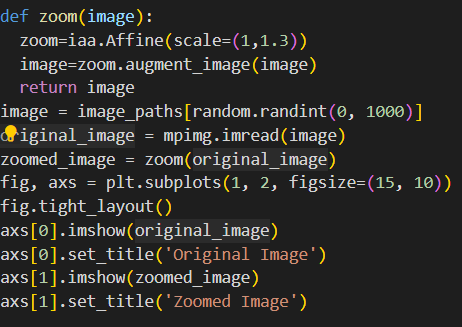 def zoom(image):
  zoom=iaa.Affine(scale=(1,1.3))
  image=zoom.augment_image(image)
  return image
image = image_paths[random.randint(0, 1000)]
original_image = mpimg.imread(image)
zoomed_image = zoom(original_image)
fig, axs = plt.subplots(1, 2, figsize=(15, 10))
fig.tight_layout()
axs[0].imshow(original_image)
axs[0].set_title('Original Image')
axs[1].imshow(zoomed_image)
axs[1].set_title('Zoomed Image')